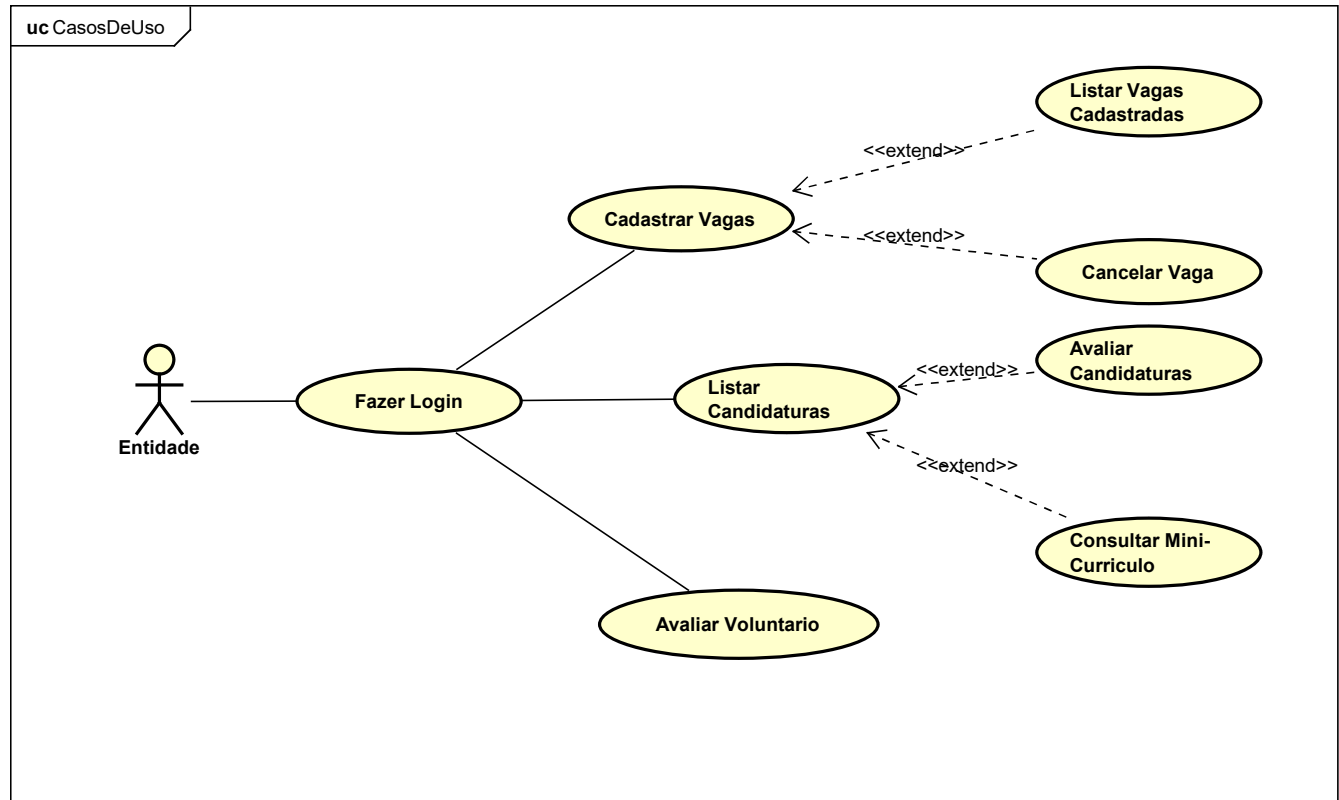 uc CasosDeUso
Listar Vagas
Cadastradas
<<extend>>
Cadastrar Vagas
<<extend>>
Cancelar Vaga
Avaliar
Candidaturas
<<extend>>
Listar
Candidaturas
Fazer Login
Entidade
<<extend>>
Consultar Mini-
Curriculo
Avaliar Voluntario